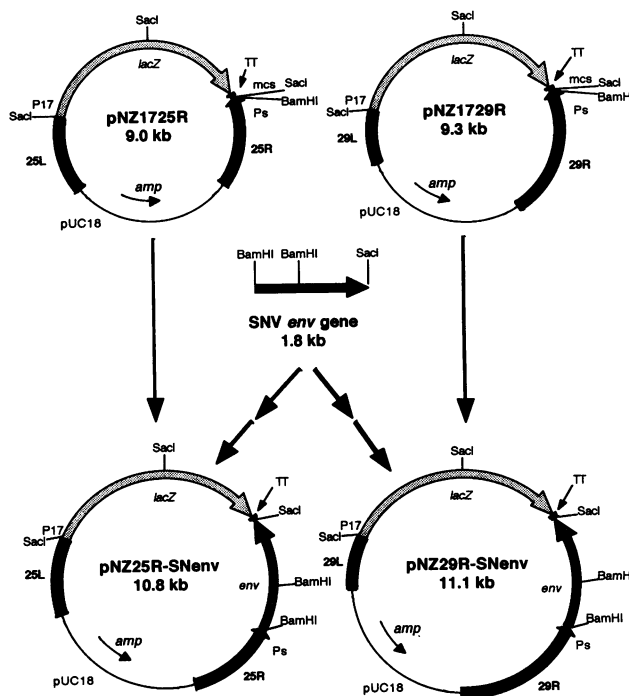 SacI
lacZ
TT
mcs
SacI
BamHI
Ps
P17
SacI
pNZ1725R
9.0 kb
25L
25R
amp
pUC18
SacI
lacZ
TT
mcs
SacI
BamHI
Ps
P17
SacI
pNZ1729R
9.3 kb
29L
29R
amp
pUC18
BamHI
BamHI
SacI
SNV env gene
1.8 kb
SacI
lacZ
TT
SacI
P17
SacI
25L
pNZ25R-SNenv
10.8 kb
env
BamHI
BamHI
Ps
amp
pUC18
25R
SacI
lacZ
TT
SacI
P17
SacI
29L
pNZ29R-SNenv
11.1 kb
env
BamHI
BamHI
Ps
amp
pUC18
29R